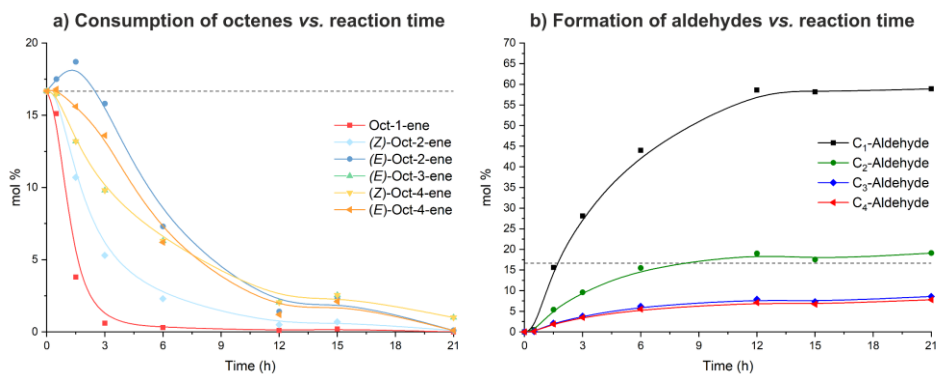 a) Consumption of octenes vs. reaction time
20
15
10
5
0
mol %
0
3
6
9
12
15
18
21
Time (h)
Oct-1-ene
(Z)-Oct-2-ene
(E)-Oct-2-ene
(E)-Oct-3-ene
(Z)-Oct-4-ene
(E)-Oct-4-ene
b) Formation of aldehydes vs. reaction time
70
65
60
55
50
45
40
35
30
25
20
15
10
5
0
mol %
0
3
6
9
12
15
18
21
Time (h)
C₁-Aldehyde
C₂-Aldehyde
C₃-Aldehyde
C₄-Aldehyde